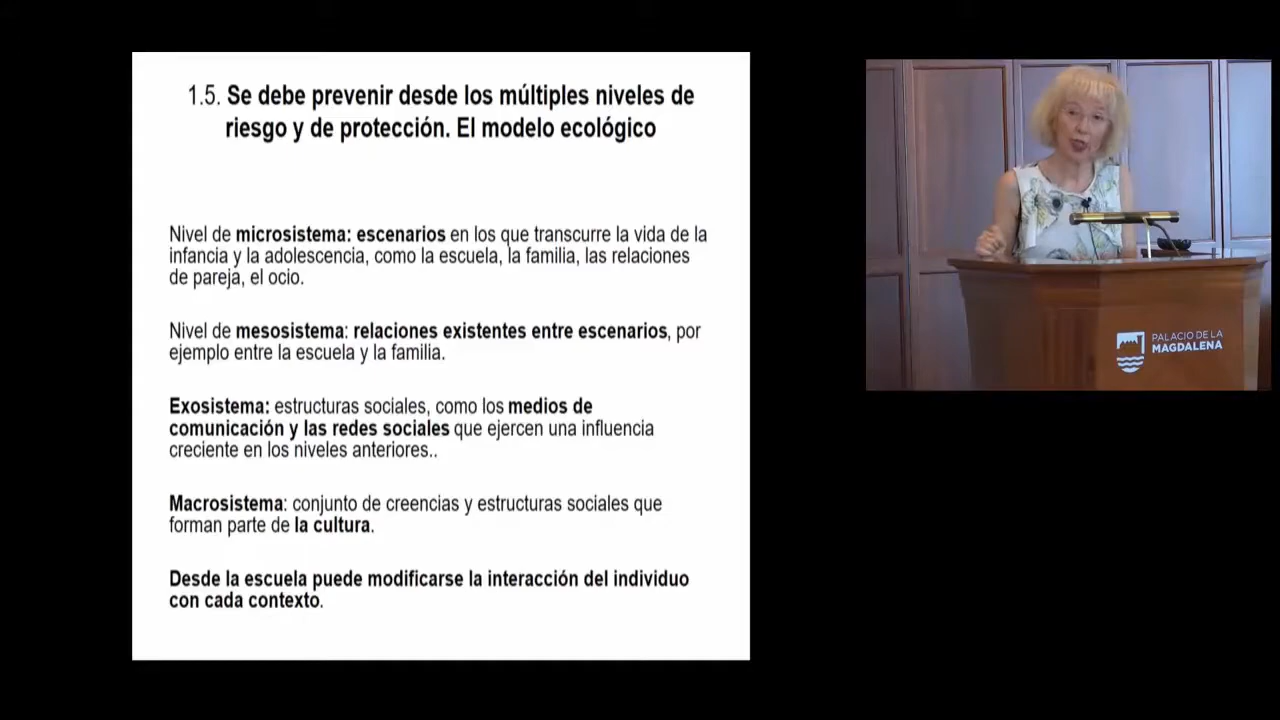 1.5. Se debe prevenir desde los múltiples niveles de
riesgo y de protección. El modelo ecológico
Nivel de microsistema: escenarios en los que transcurre la vida de la
infancia y la adolescencia, como la escuela, la familia, las relaciones
de pareja, el ocio.
Nivel de mesosistema: relaciones existentes entre escenarios, por
ejemplo entre la escuela y la familia.
Exosistema: estructuras sociales, como los medios de
comunicación y las redes sociales que ejercen una influencia
creciente en los niveles anteriores..
Macrosistema: conjunto de creencias y estructuras sociales que
forman parte de la cultura.
Desde la escuela puede modificarse la interacción del individuo
con cada contexto.
PALACIO DE LA
MAGDALENA